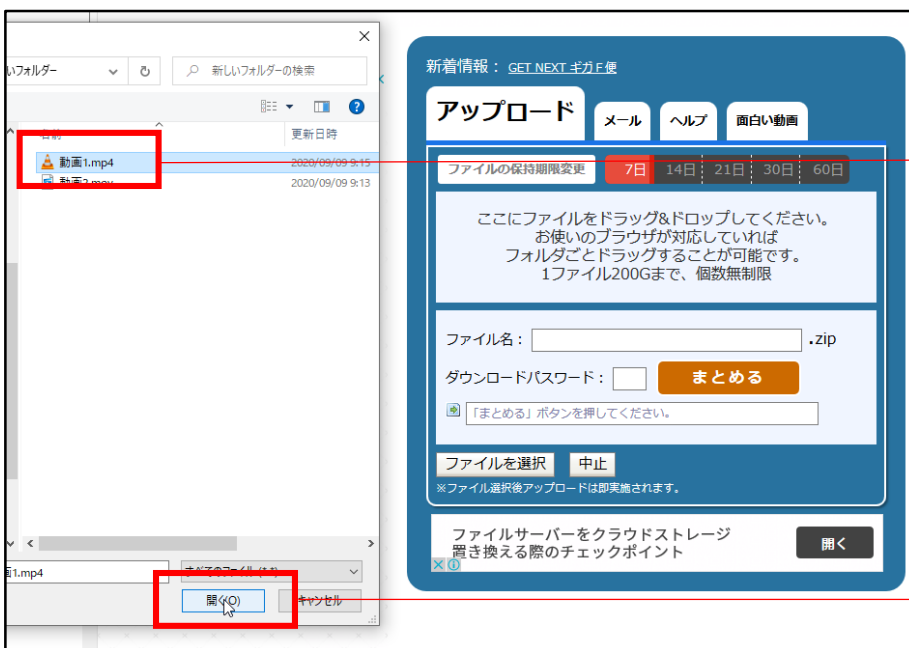 いフォルダー
新しいフォルダーの検索
名前
更新日時
動画1.mp4
2020/09/09 9:15
動画2.mov
2020/09/09 9:13
画1.mp4
すべてのファイル (*.*)
開く(O)
キャンセル
新着情報： GET NEXT ギガF便
アップロード
メール
ヘルプ
面白い動画
ファイルの保持期限変更
7日
14日
21日
30日
60日
ここにファイルをドラッグ&ドロップしてください。
お使いのブラウザが対応していれば
フォルダごとドラッグすることが可能です。
1ファイル200Gまで、個数無制限
ファイル名：
.zip
ダウンロードパスワード：
まとめる
「まとめる」ボタンを押してください。
ファイルを選択
中止
※ファイル選択後アップロードは即実施されます。
ファイルサーバーをクラウドストレージ
置き換える際のチェックポイント
開く